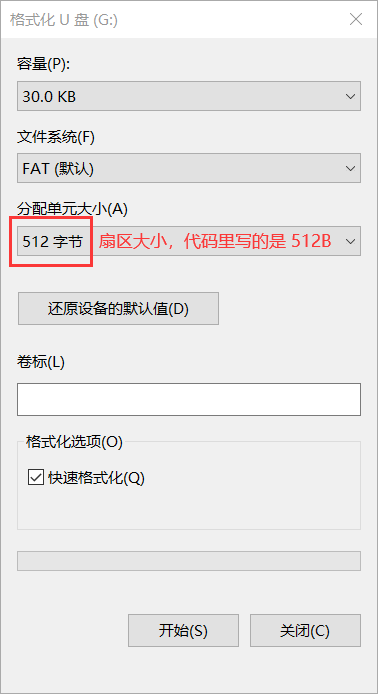 格式化 U 盘 (G:)
容量(P):
30.0 KB
文件系统(F)
FAT (默认)
分配单元大小(A)
512 字节 扇区大小，代码里写的是 512B
还原设备的默认值(D)
卷标(L)
格式化选项(O)
快速格式化(Q)
开始(S) 关闭(C)